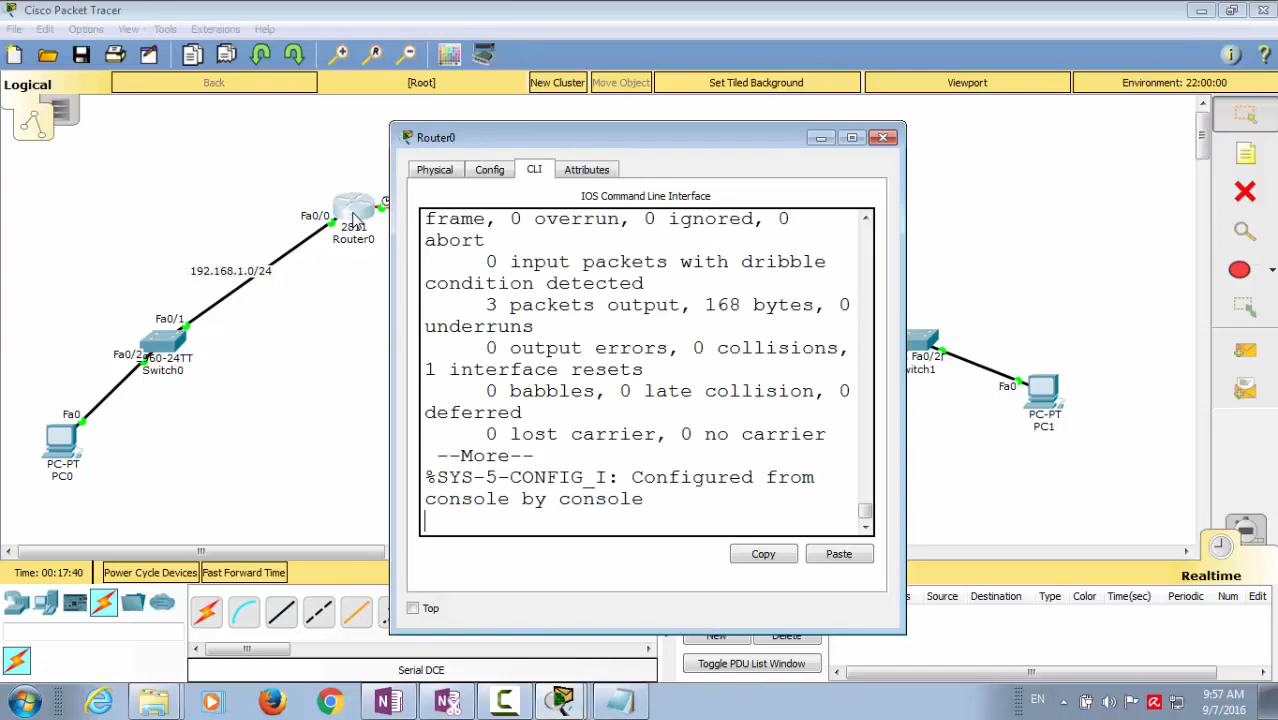 Cisco Packet Tracer
File Edit Options View Tools Extensions Help
Logical
Back
[Root]
New Cluster
Move Object
Set Tiled Background
Viewport
Environment: 22:00:00
Router0
Physical Config CLI Attributes
IOS Command Line Interface
frame, 0 overrun, 0 ignored, 0
abort
0 input packets with dribble
condition detected
3 packets output, 168 bytes, 0
underruns
0 output errors, 0 collisions,
1 interface resets
0 babbles, 0 late collision, 0
deferred
0 lost carrier, 0 no carrier
--More--
%SYS-5-CONFIG_I: Configured from
console by console
Copy
Paste
Top
Fa0/0
Router0
192.168.1.0/24
Fa0/1
Fa0/2
960-24TT
Switch0
Fa0
PC-PT
PC0
Fa0/2
witch1
Fa0
PC-PT
PC1
Time: 00:17:40
Power Cycle Devices
Fast Forward Time
Realtime
Source Destination Type Color Time(sec) Periodic Num Edit
New
Delete
Toggle PDU List Window
Serial DCE
EN
9:57 AM
9/7/2016